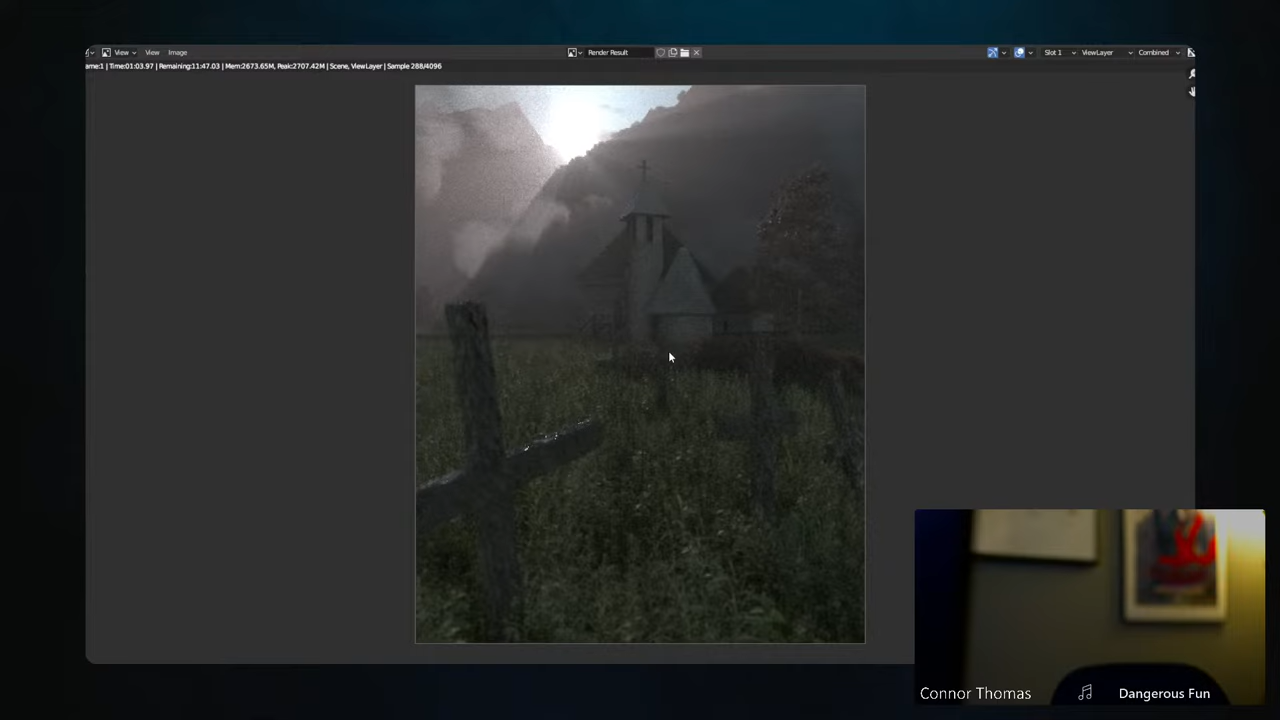 View View Image Render Result Slot 1 ViewLayer Combined
ame:1 | Time:01:03.97 | Remaining:11:47.03 | Mem:2673.65M, Peak:2707.42M | Scene, ViewLayer | Sample 288/4096
Connor Thomas Dangerous Fun